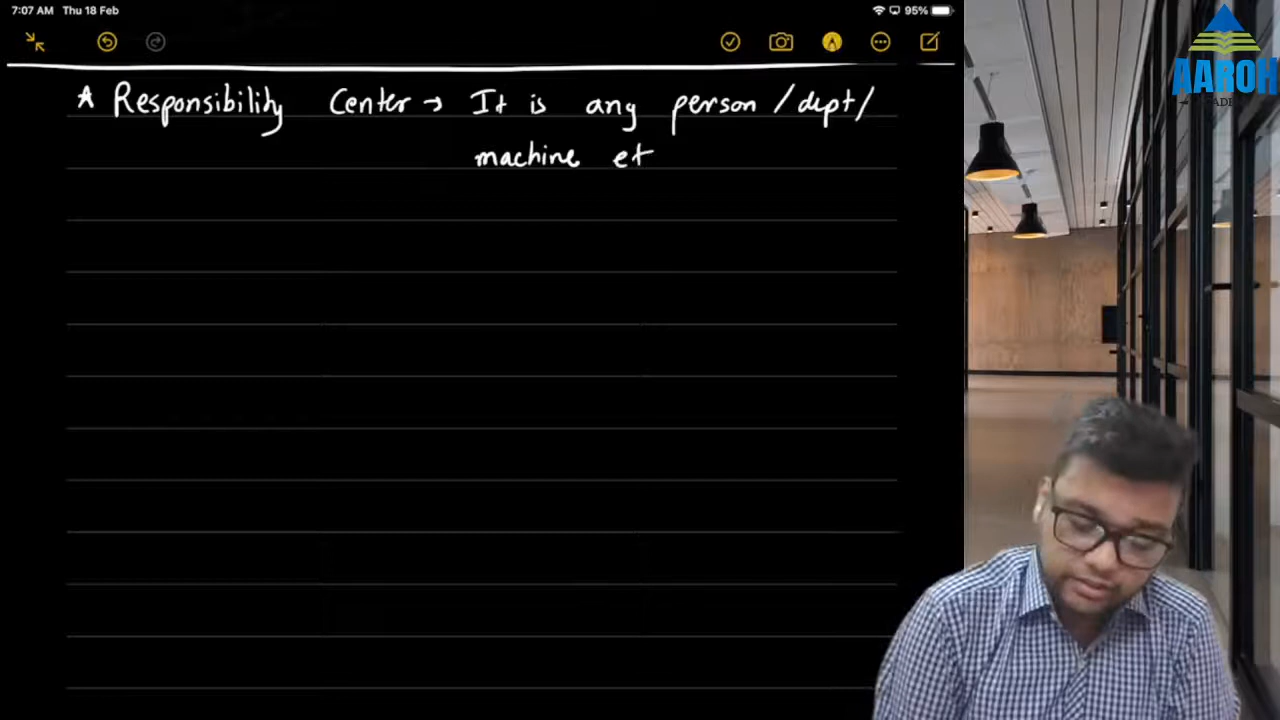 7:07 AM Thu 18 Feb
95%
★ Responsibility Center → It is any person / dept /
machine et
AAROH